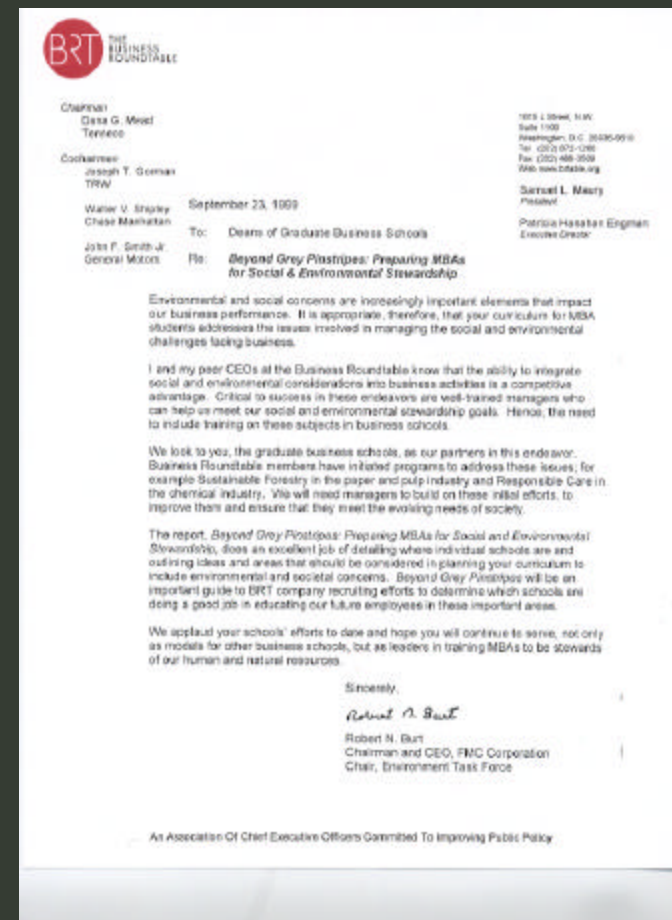 BRT THE
BUSINESS
ROUNDTABLE
Chairman
Dana G. Mead
Tenneco
Cochairmen
Joseph T. Gorman
TRW
Walter V. Shipley
Chase Manhattan
John F. Smith Jr.
General Motors
1615 L Street, N.W.
Suite 1100
Washington, D.C.
Tel (202) 872-1260
Fax (202) 466-3509
Web www.brtable.org
Samuel L. Maury
President
Patricia Hanahan Engman
Executive Director
September 23, 1999
To: Deans of Graduate Business Schools
Re: Beyond Grey Pinstripes: Preparing MBAs
for Social & Environmental Stewardship
Environmental and social concerns are increasingly important elements that impact
our business performance. It is appropriate, therefore, that your curriculum for MBA
students addresses the issues involved in managing the social and environmental
challenges facing business.
I and my peer CEOs at the Business Roundtable know that the ability to integrate
social and environmental considerations into business activities is a competitive
advantage. Critical to success in these endeavors are well-trained managers who
can help us meet our social and environmental stewardship goals. Hence, the need
to include training on these subjects in business schools.
We look to you, the graduate business schools, as our partners in this endeavor.
Business Roundtable members have initiated programs to address these issues; for
example Sustainable Forestry in the paper and pulp industry and Responsible Care in
the chemical industry. We will need managers to build on these initial efforts, to
improve them and ensure that they meet the evolving needs of society.
The report, Beyond Grey Pinstripes: Preparing MBAs for Social and Environmental
Stewardship, does an excellent job of detailing where individual schools are and
outlining ideas and areas that should be considered in planning your curriculum to
include environmental and societal concerns. Beyond Grey Pinstripes will be an
important guide to BRT company recruiting efforts to determine which schools are
doing a good job in educating our future employees in these important areas.
We applaud your schools' efforts to date and hope you will continue to serve, not only
as models for other business schools, but as leaders in training MBAs to be stewards
of our human and natural resources.
Sincerely,
Robert N. Burt
Robert N. Burt
Chairman and CEO, FMC Corporation
Chair, Environment Task Force
An Association Of Chief Executive Officers Committed To Improving Public Policy